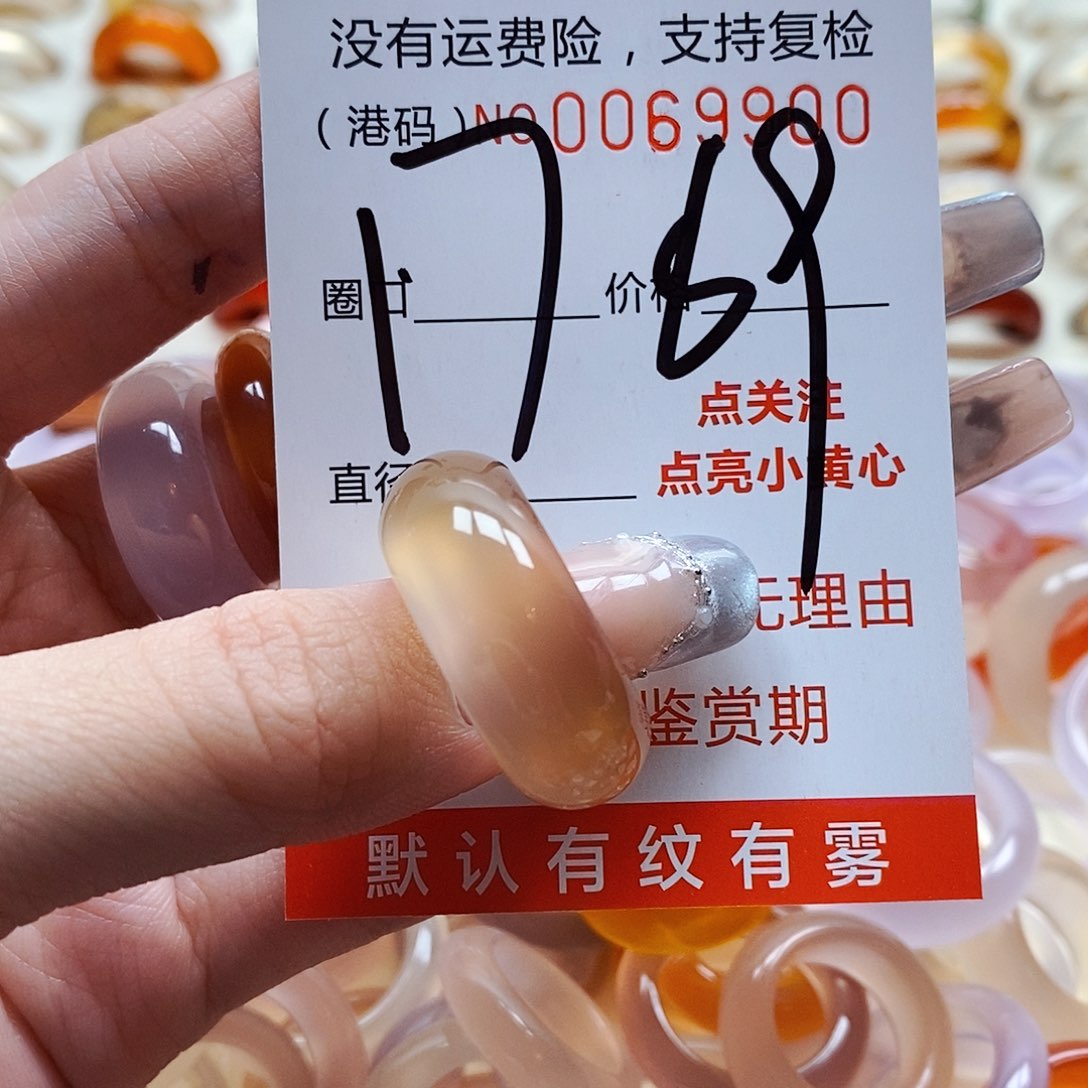 没有运费险，支持复检
（港码）NO0069900
17 69
圈口 价格
点关注
直径
点亮小黄心
无理由
鉴赏期
默认有纹有雾